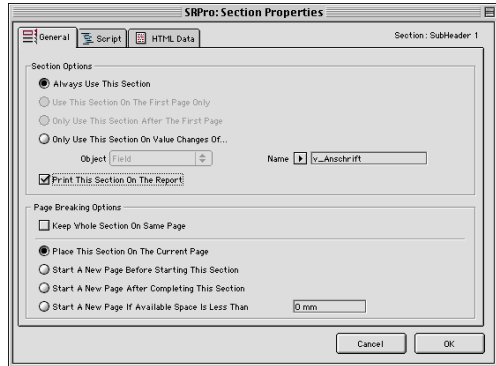 SRPro: Section Properties
General Script HTML Data Section: SubHeader 1
Section Options
Always Use This Section
Use This Section On The First Page Only
Only Use This Section After The First Page
Only Use This Section On Value Changes Of...
Object Field Name v_Anschrift
Print This Section On The Report
Page Breaking Options
Keep Whole Section On Same Page
Place This Section On The Current Page
Start A New Page Before Starting This Section
Start A New Page After Completing This Section
Start A New Page If Available Space Is Less Than 0 mm
Cancel OK